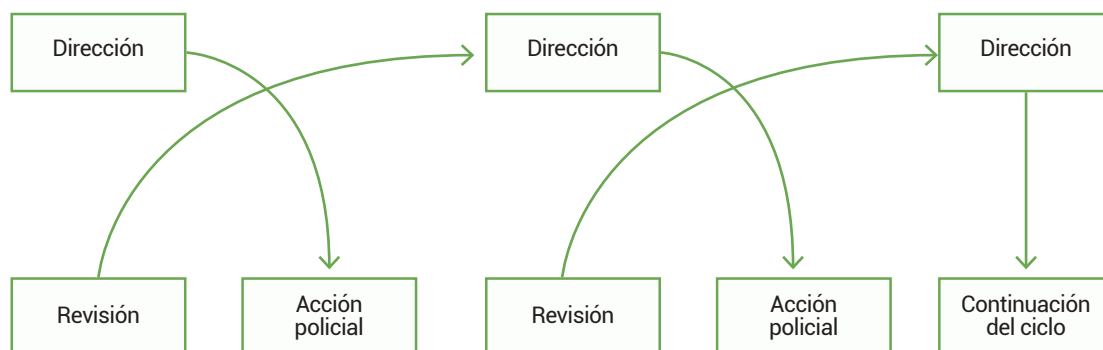 Dirección
Dirección
Dirección
Revisión
Acción
policial
Revisión
Acción
policial
Continuación
del ciclo